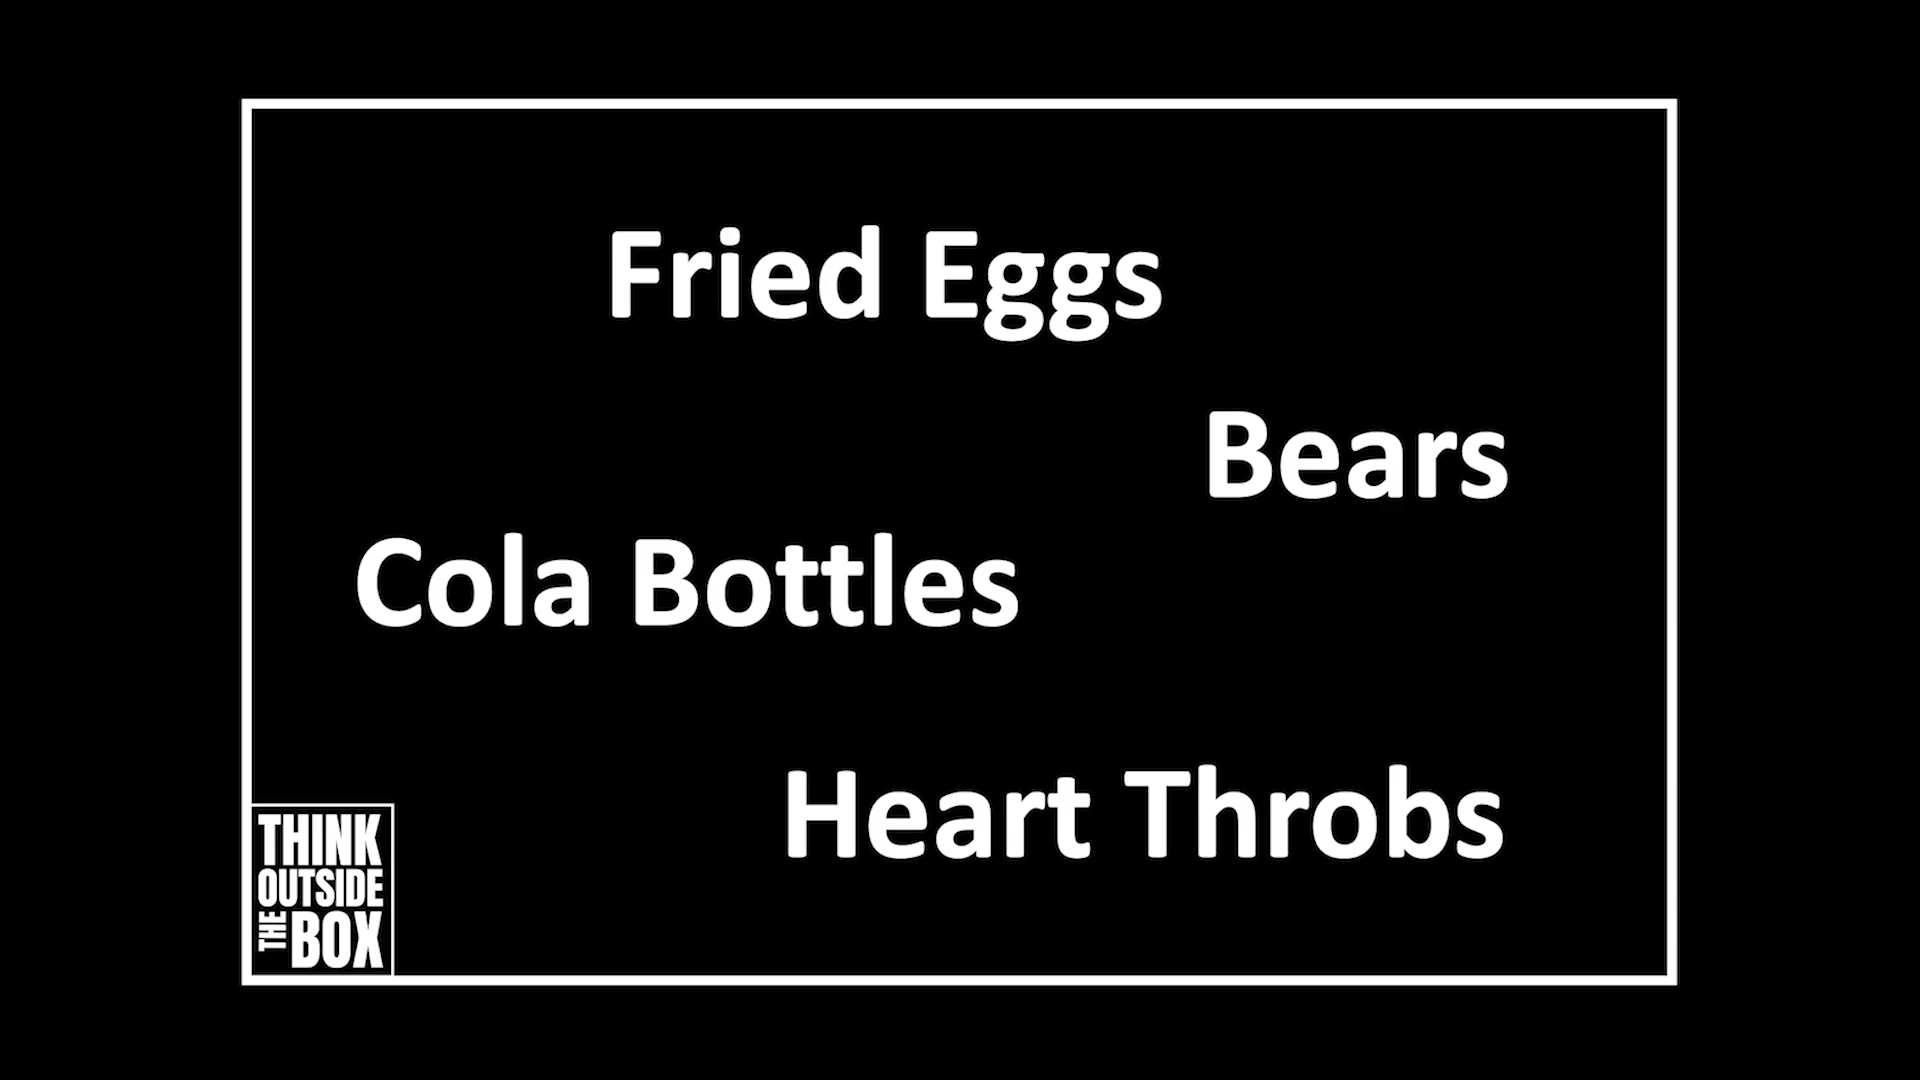 Fried Eggs
Bears
Cola Bottles
Heart Throbs
THINK
OUTSIDE
THE BOX